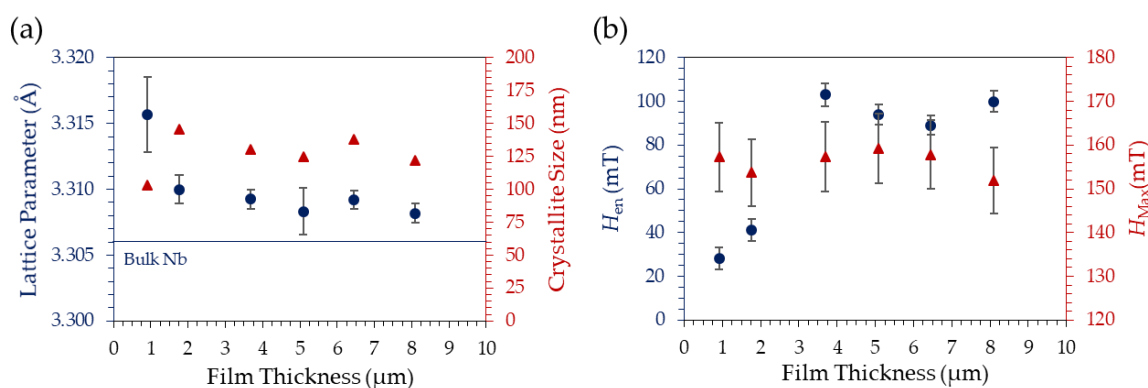 (a)
Lattice Parameter (Å)
3.320
3.315
3.310
3.305
3.300
Bulk Nb
200
175
150
125
100
75
50
25
0
Crystallite Size (nm)
0 1 2 3 4 5 6 7 8 9 10
Film Thickness (µm)
(b)
Hen (mT)
120
100
80
60
40
20
0
180
170
160
150
140
130
120
HMax(mT)
0 1 2 3 4 5 6 7 8 9 10
Film Thickness (µm)